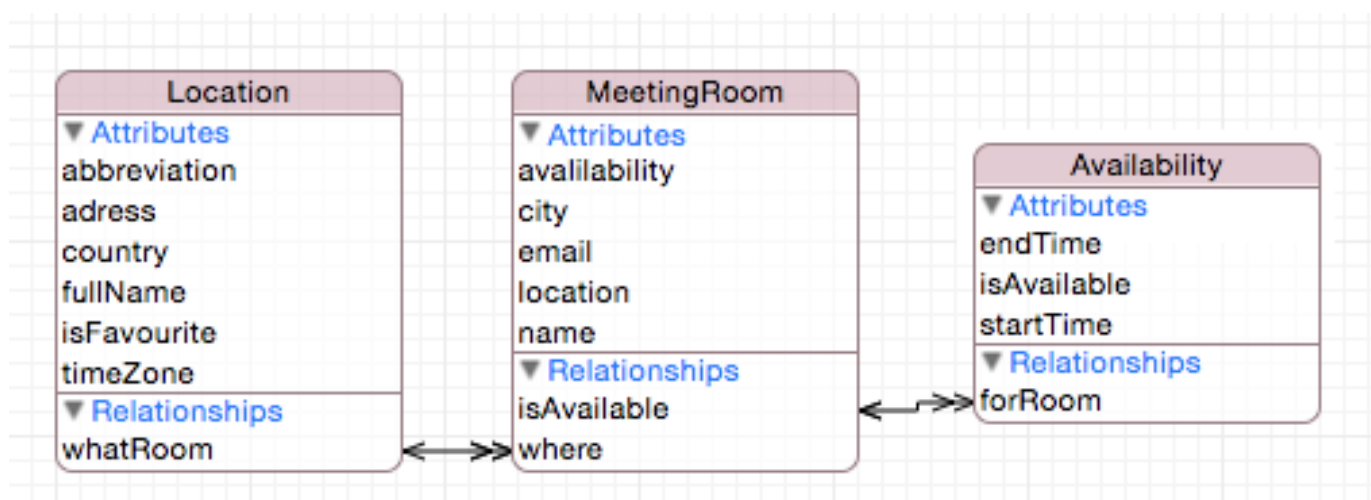 Location
▼ Attributes
abbreviation
adress
country
fullName
isFavourite
timeZone
▼ Relationships
whatRoom
MeetingRoom
▼ Attributes
avalilability
city
email
location
name
▼ Relationships
isAvailable
where
Availability
▼ Attributes
endTime
isAvailable
startTime
▼ Relationships
forRoom